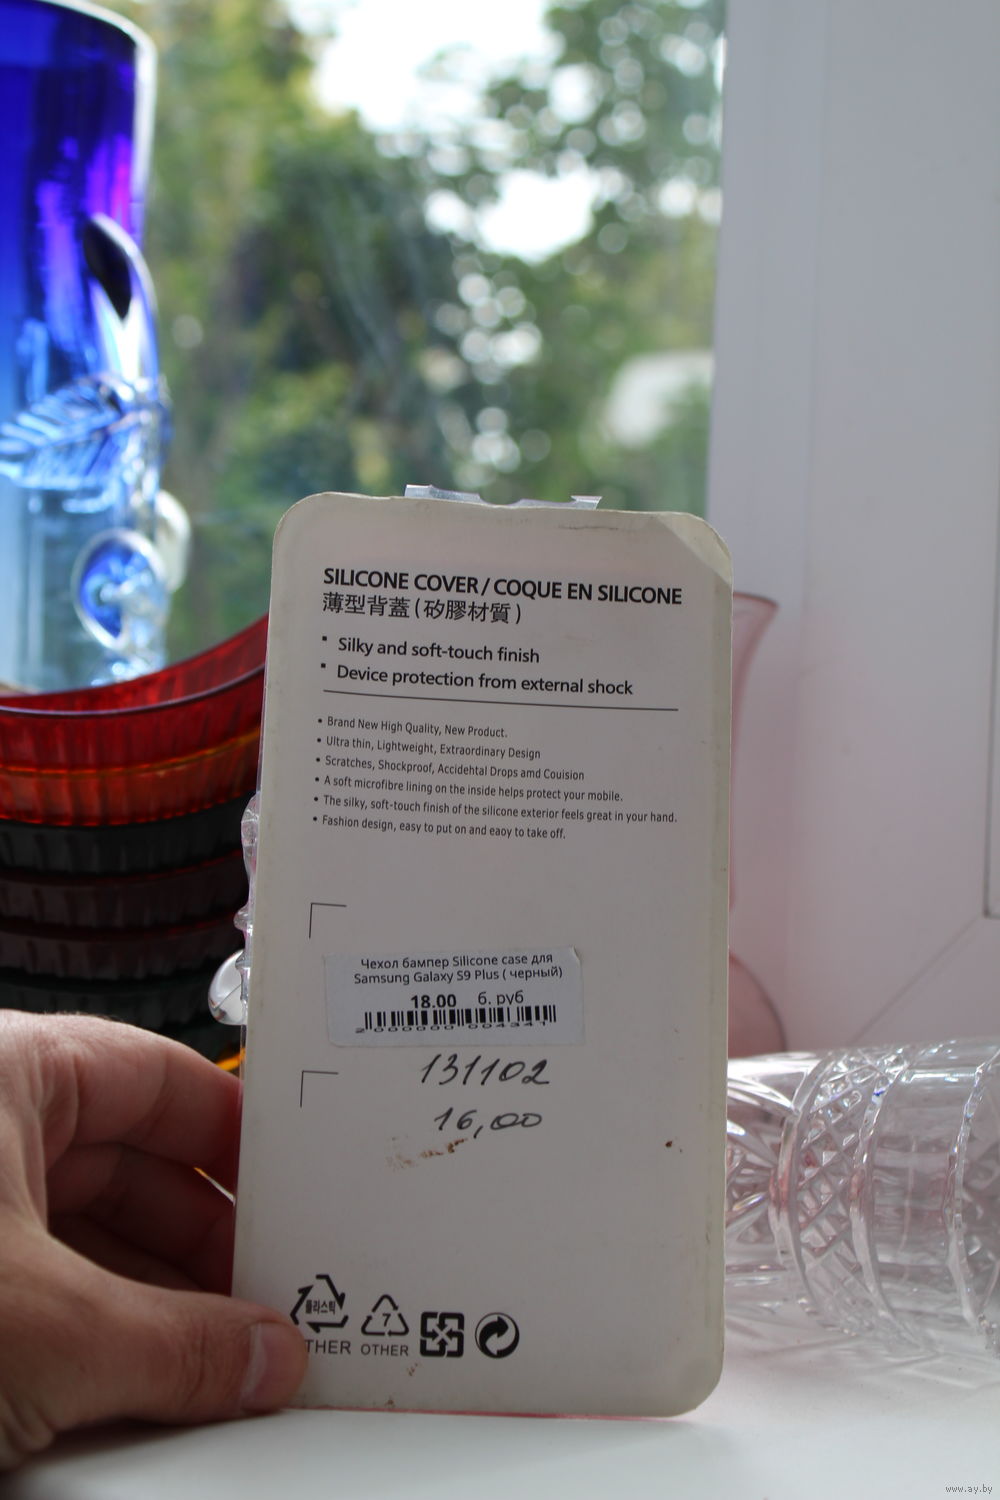 SILICONE COVER / COQUE EN SILICONE
薄型背蓋 ( 矽膠材質 )
▪ Silky and soft-touch finish
▪ Device protection from external shock
• Brand New High Quality, New Product.
• Ultra thin, Lightweight, Extraordinary Design
• Scratches, Shockproof, Accidehtal Drops amd Couision
• A soft microfibre lining on the inside helps protect your mobile.
• The silky, soft-touch finish of the silicone exterior feels great in your hand.
• Fashion design, easy to put on and eaoy to take off.
Чехол бампер Silicone case для
Samsung Galaxy S9 Plus ( черный)
18.00 б. руб
2 000000 004341
131102
16,00
플라스틱
7
THER OTHER
www.ay.by